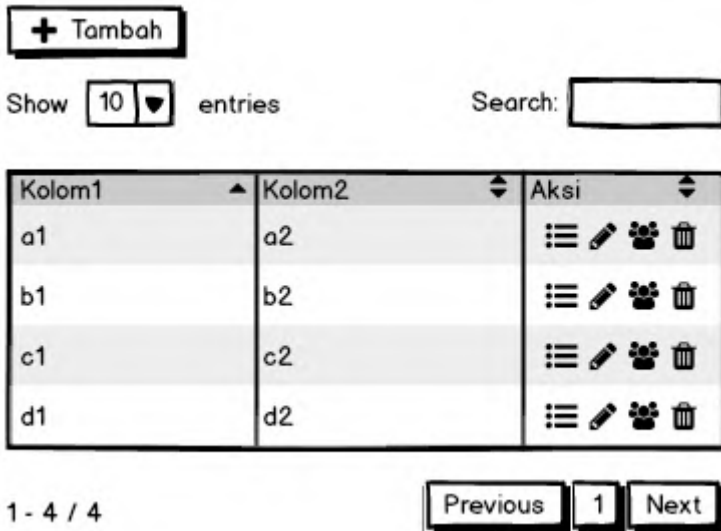 + Tambah
Show 10 entries Search:
Kolom1 Kolom2 Aksi
a1 a2
b1 b2
c1 c2
d1 d2
1 - 4 / 4 Previous 1 Next